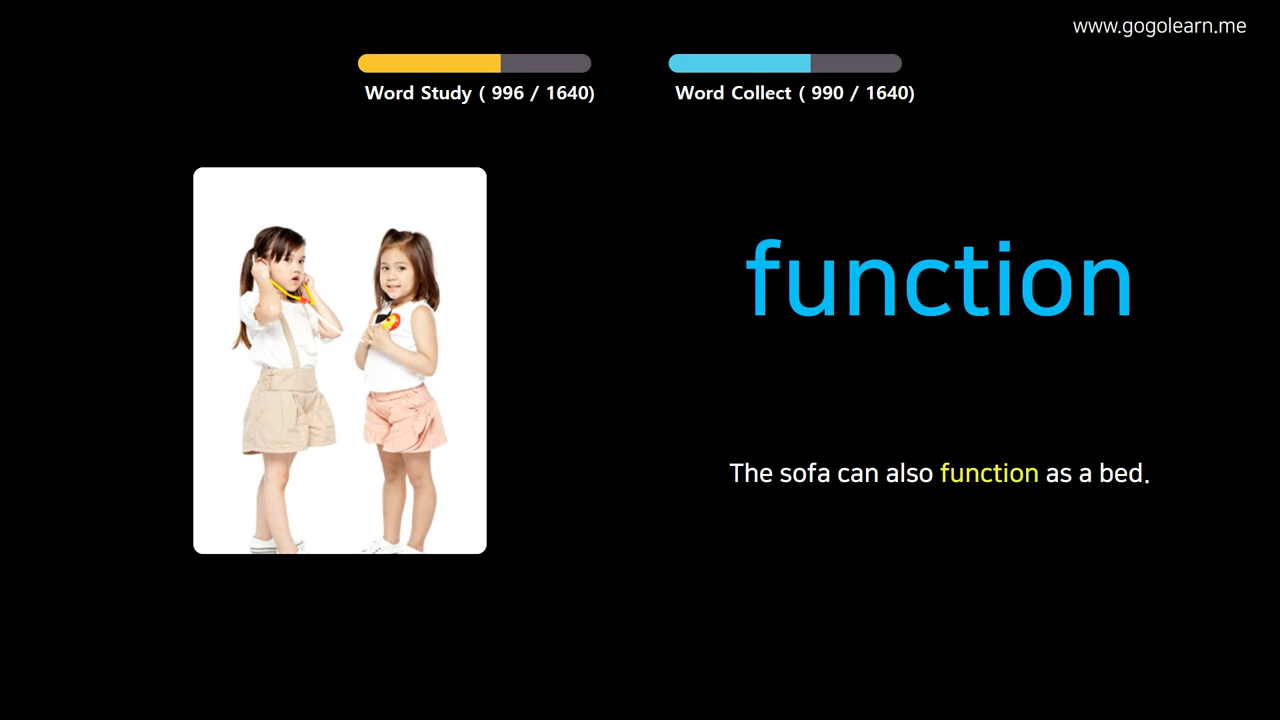 www.gogolearn.me
Word Study ( 996 / 1640)
Word Collect ( 990 / 1640)
function
The sofa can also function as a bed.